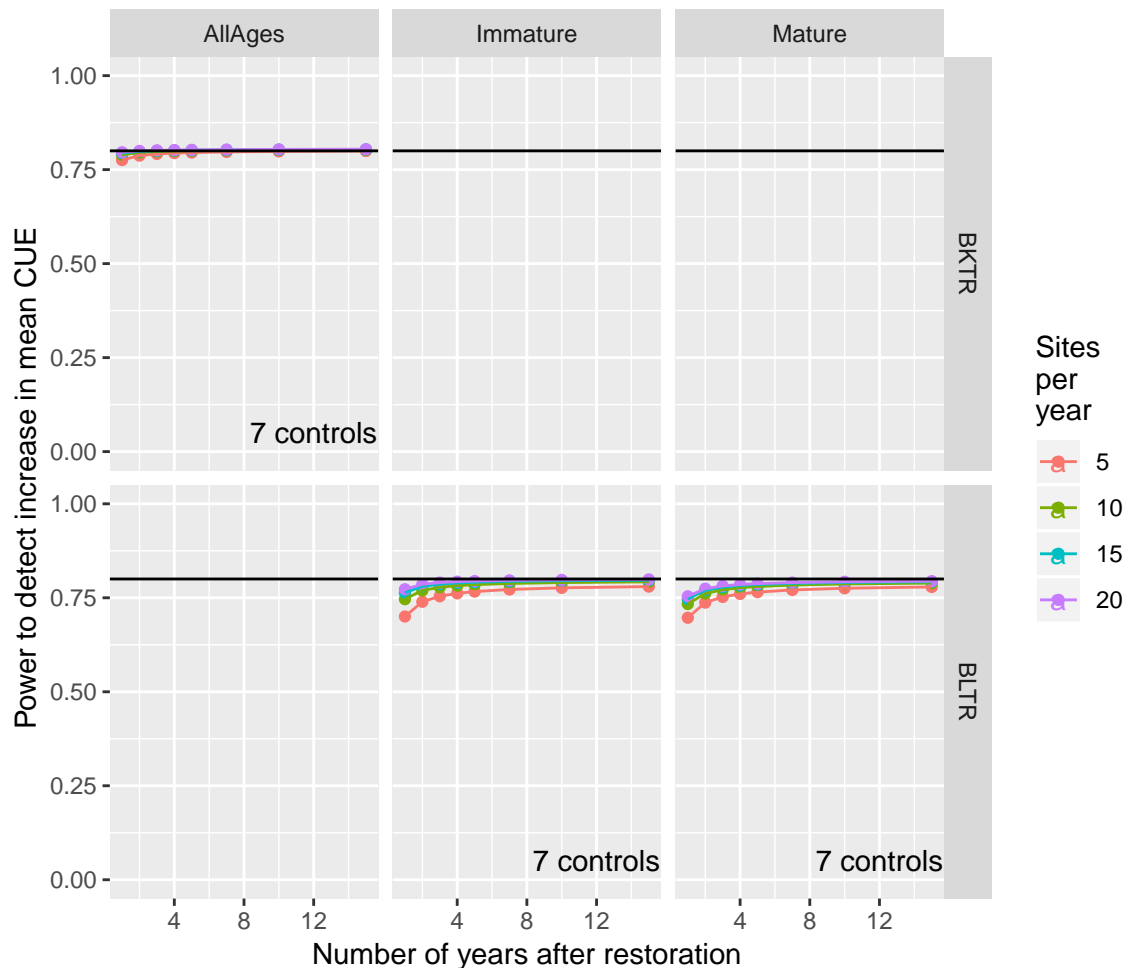 AllAges
Immature
Mature
Power to detect increase in mean CUE
1.00
0.75
0.50
0.25
0.00
7 controls
BKTR
1.00
0.75
0.50
0.25
0.00
7 controls
7 controls
BLTR
4
8
12
4
8
12
4
8
12
Number of years after restoration
Sites
per
year
a 5
a 10
a 15
a 20